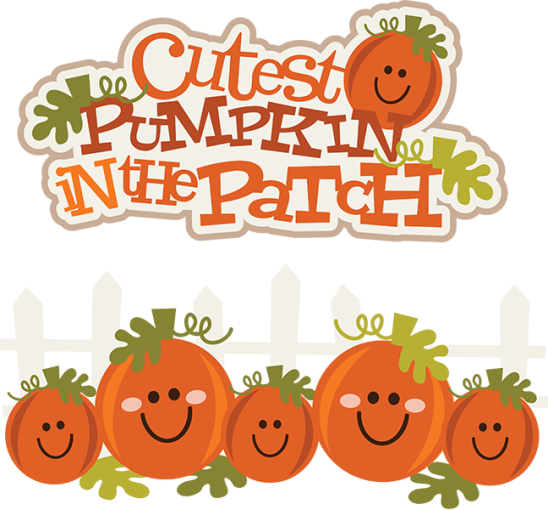 Cutest
PUMPKIN
iN tHe PaTCH